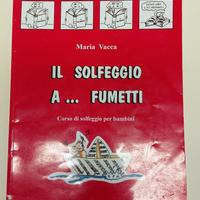 Maria Vacca
IL SOLFEGGIO
A ... FUMETTI
Corso di solfeggio per bambini